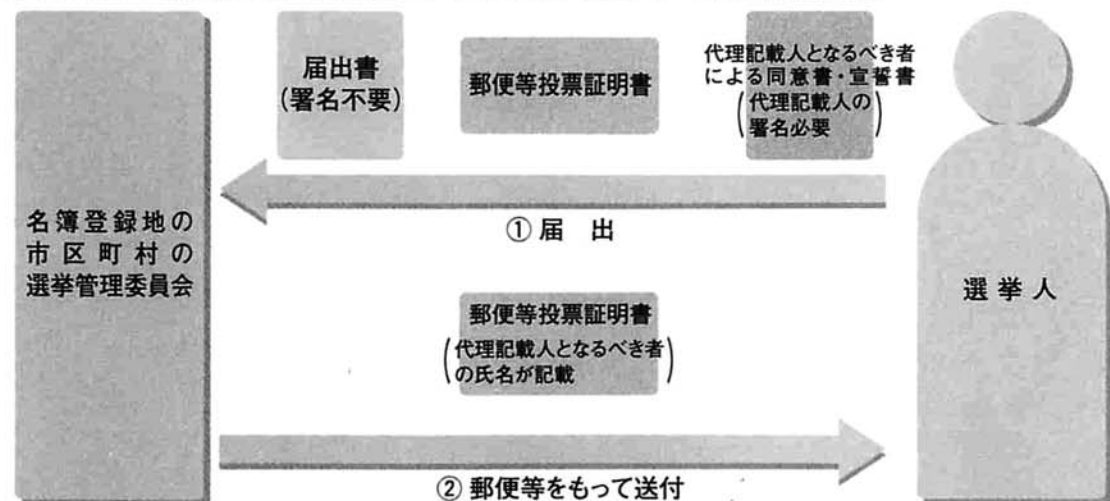 届出書
(署名不要)
郵便等投票証明書
代理記載人となるべき者
による同意書・宣誓書
(代理記載人の
署名必要)
① 届 出
名簿登録地の
市区町村の
選挙管理委員会
選挙人
郵便等投票証明書
(代理記載人となるべき者
の氏名が記載)
② 郵便等をもって送付